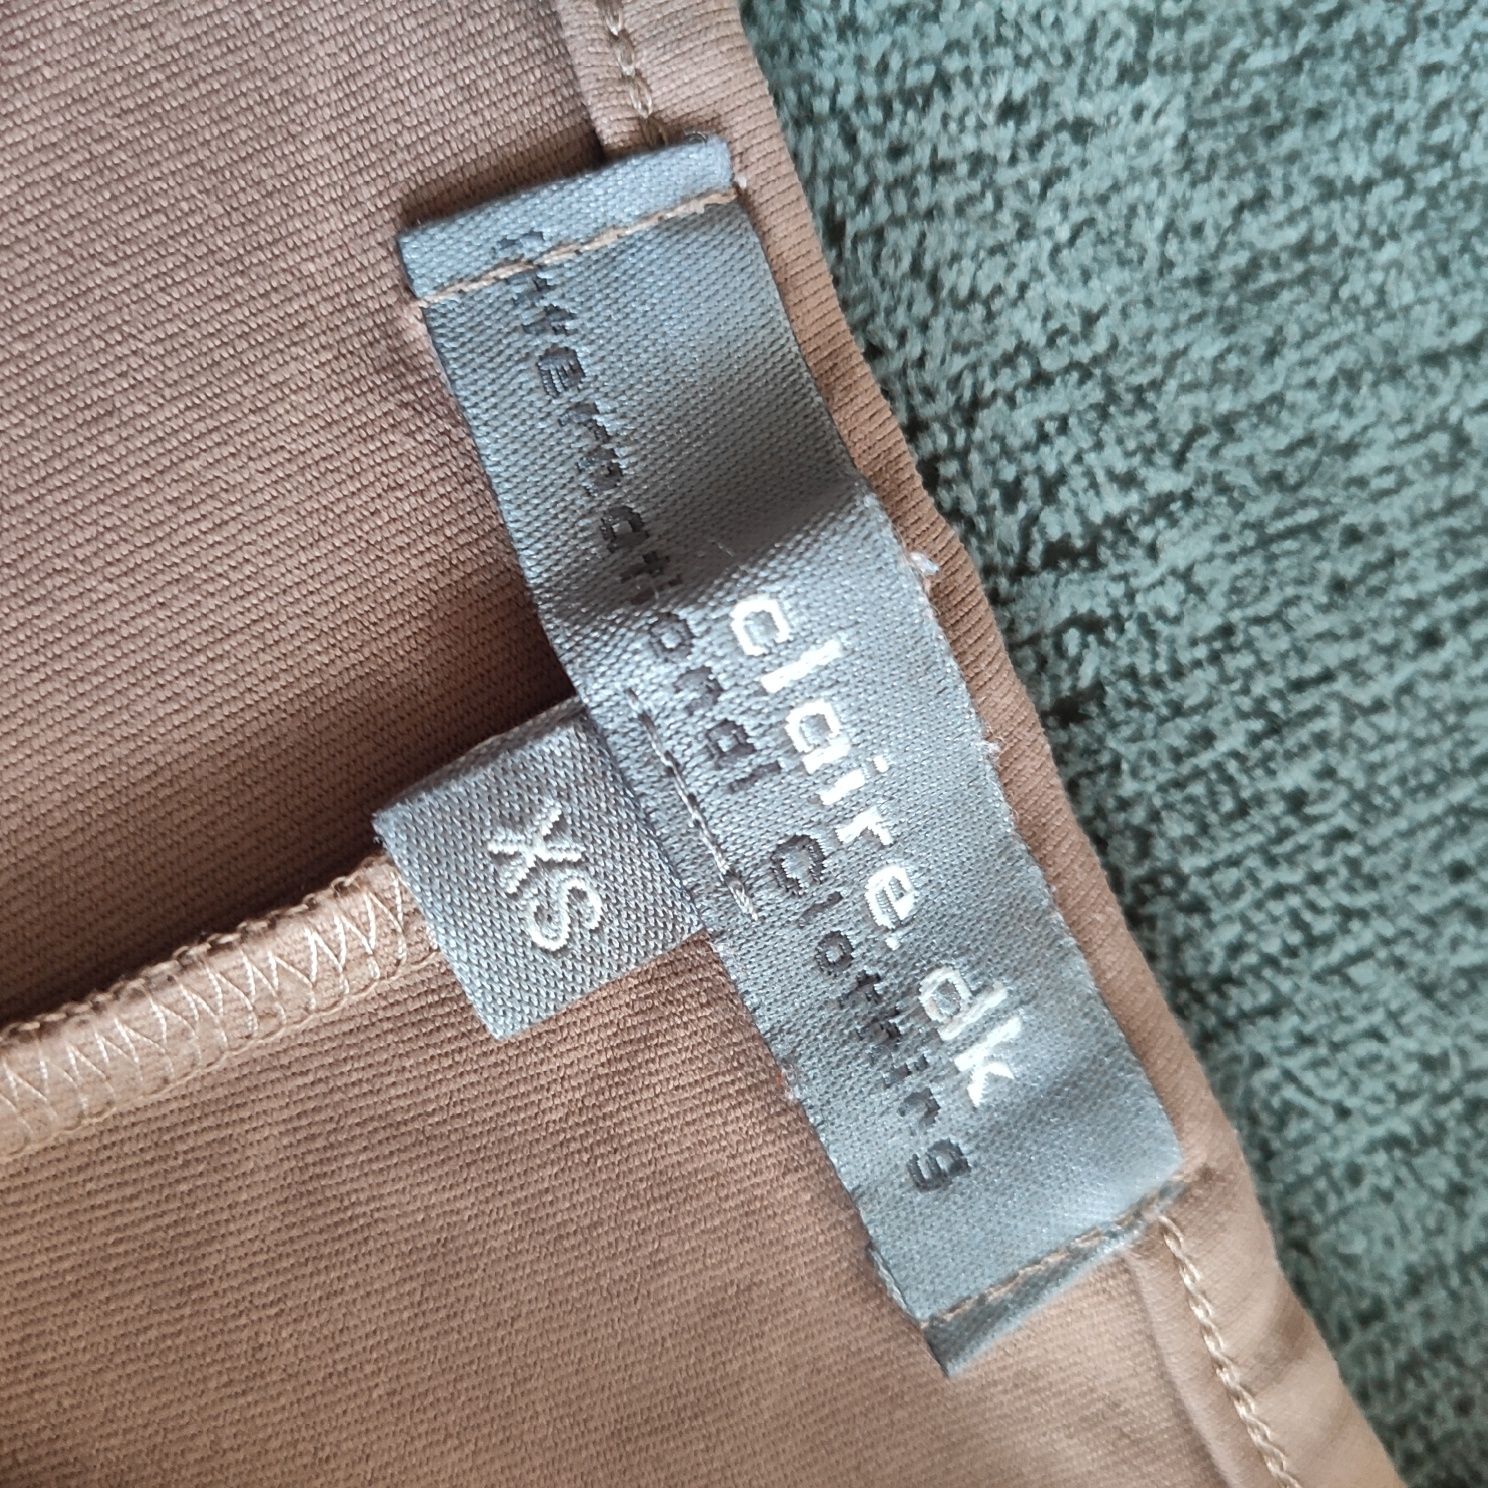 claire.dk
international clothing
XS